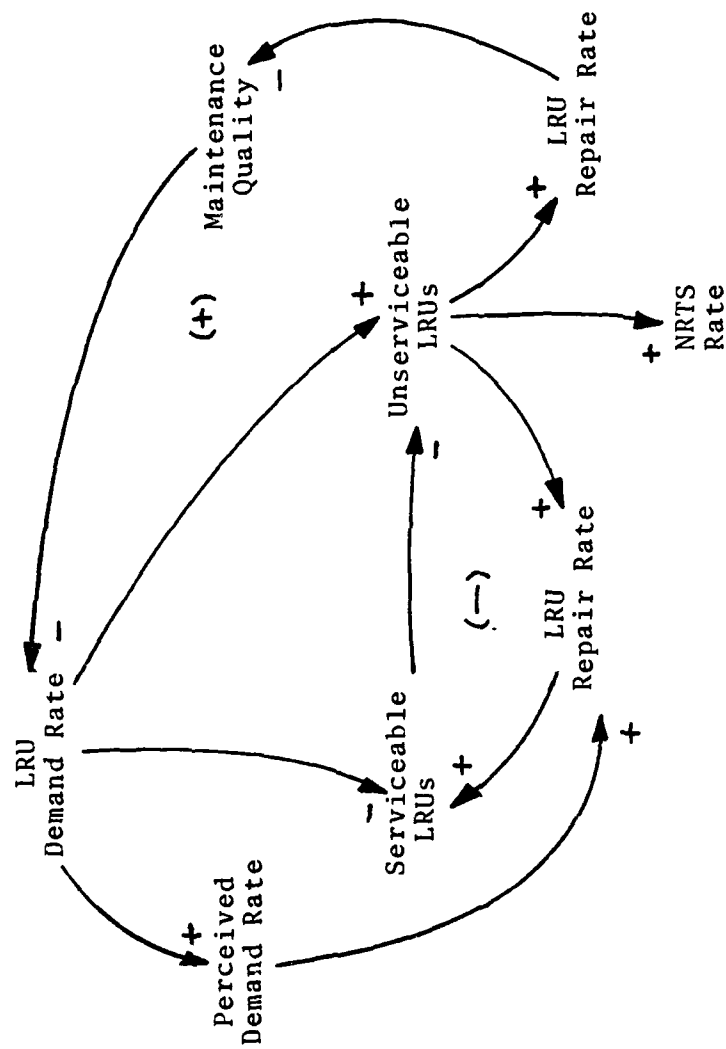 LRU
Demand Rate −
+
Perceived
Demand Rate
Maintenance
Quality
−
(+)
−
Serviceable
LRUs
+
+
Unserviceable
LRUs
−
(−)
+
LRU
Repair Rate
+
+
LRU
Repair Rate
+
+
NRTS
Rate